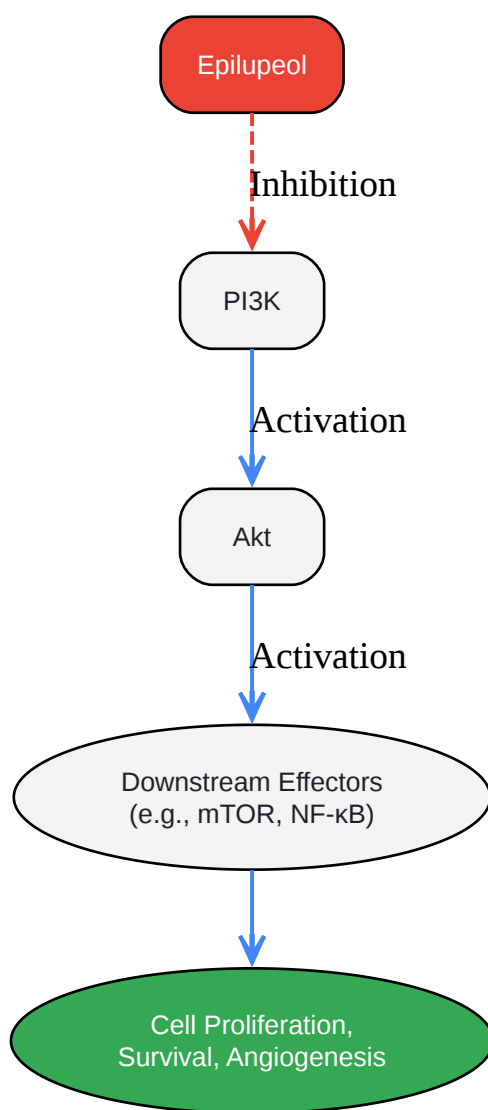 Epilupeol
Inhibition
PI3K
Activation
Akt
Activation
Downstream Effectors
(e.g., mTOR, NF-κB)
Cell Proliferation,
Survival, Angiogenesis